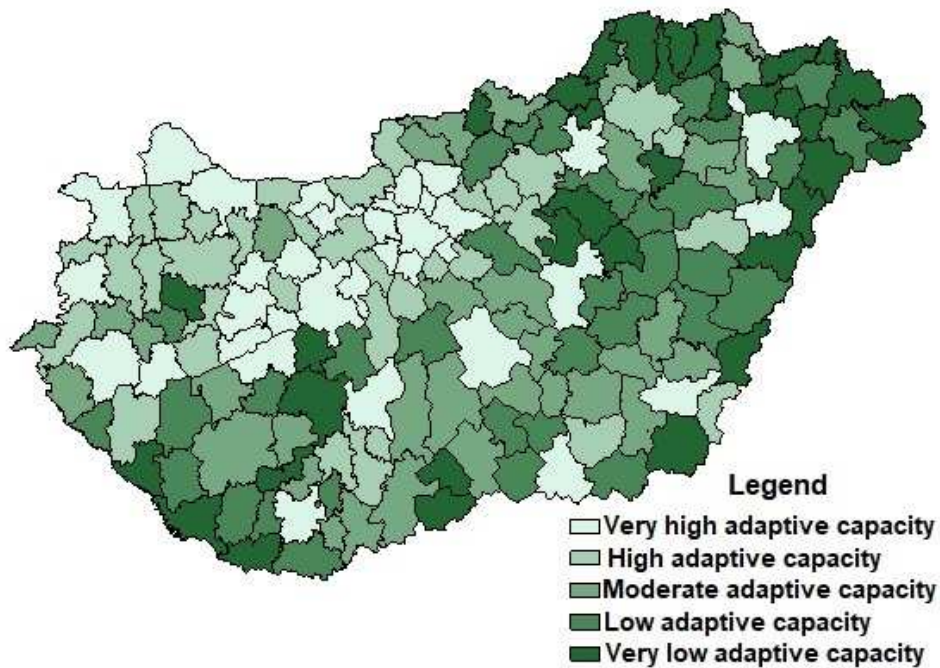 Legend
Very high adaptive capacity
High adaptive capacity
Moderate adaptive capacity
Low adaptive capacity
Very low adaptive capacity